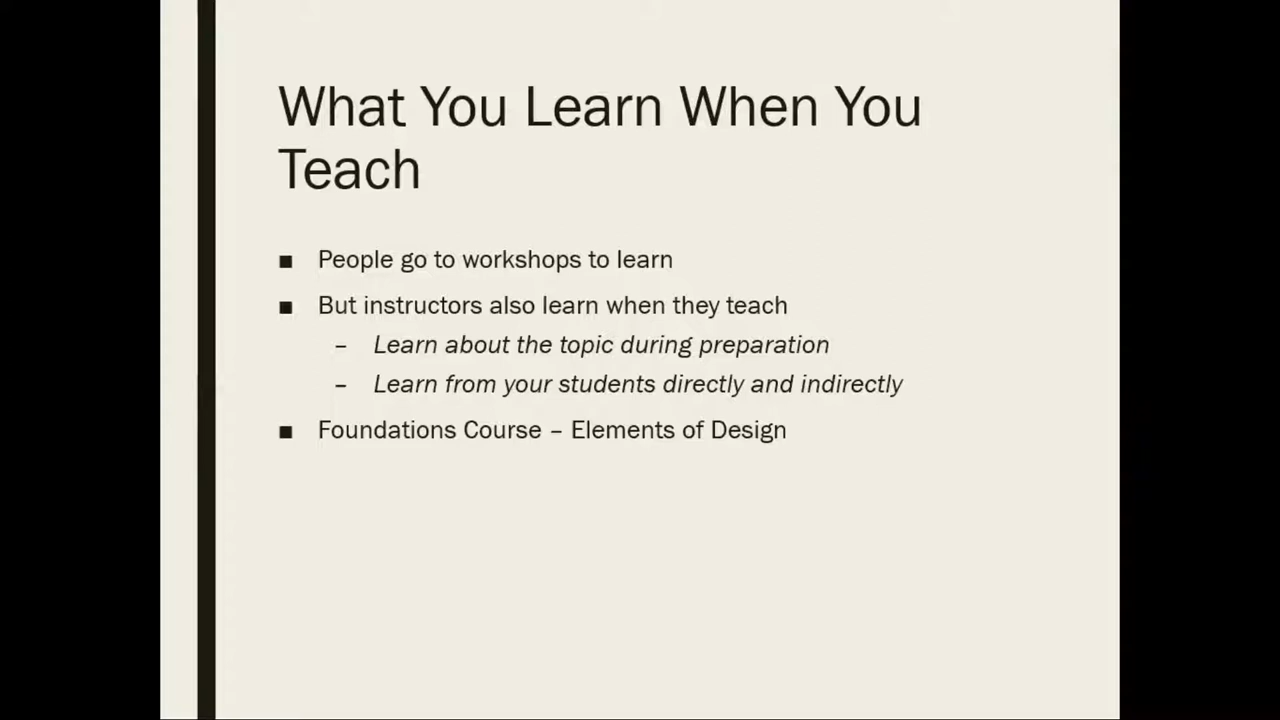 What You Learn When You
Teach
■ People go to workshops to learn
■ But instructors also learn when they teach
– Learn about the topic during preparation
– Learn from your students directly and indirectly
■ Foundations Course – Elements of Design